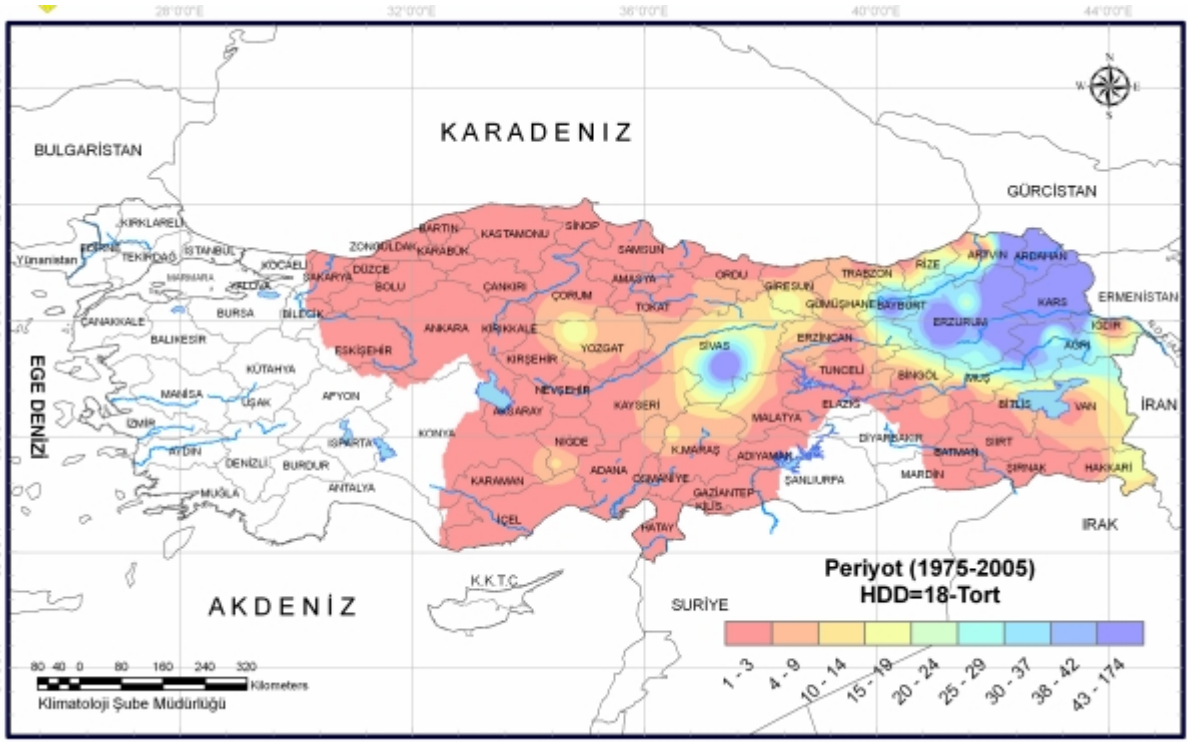 28°0'0"E 32°0'0"E 36°0'0"E 40°0'0"E 44°0'0"E
N
W E
S
KARADENIZ
BULGARİSTAN
GÜRCİSTAN
KIRKLARELİ
BARTIN
SİNOP
KASTAMONU
ZONGULDAK
KARABÜK
SAMSUN
EDİRNE
İSTANBUL
TEKİRDAĞ
Yünanistan
KOCAELİ
DÜZCE
SAKARYA
ORDU
TRABZON
RİZE
ARTVİN
ARDAHAN
MARMARA
YALOVA
BOLU
ÇANKIRI
AMASYA
GİRESUN
ÇORUM
TOKAT
GÜMÜŞHANE
BAYBURT
KARS
ERMENİSTAN
ÇANAKKALE
BURSA
BİLECİK
ANKARA
KIRIKKALE
ERZURUM
IĞDIR
BALIKESİR
ESKİŞEHİR
YOZGAT
SİVAS
ERZİNCAN
AĞRI
KIRŞEHİR
KÜTAHYA
TUNCELİ
BİNGÖL
MUŞ
EGE DENİZİ
MANİSA
UŞAK
AFYON
NEVŞEHİR
AKSARAY
KAYSERİ
MALATYA
ELAZIĞ
BİTLİS
VAN
İRAN
İZMİR
ISPARTA
KONYA
NİĞDE
K.MARAŞ
ADIYAMAN
DİYARBAKIR
SİİRT
BATMAN
AYDIN
DENİZLİ
BURDUR
ADANA
OSMANİYE
MARDİN
ŞIRNAK
HAKKARİ
MUĞLA
ANTALYA
KARAMAN
GAZİANTEP
ŞANLIURFA
KİLİS
İÇEL
HATAY
IRAK
K.K.T.C
AKDENİZ
SURİYE
Periyot (1975-2005)
HDD=18-Tort
1 - 3 4 - 9 10 - 14 15 - 19 20 - 24 25 - 29 30 - 37 38 - 42 43 - 174
80 40 0 80 160 240 320
Kilometers
Klimatoloji Şube Müdürlüğü